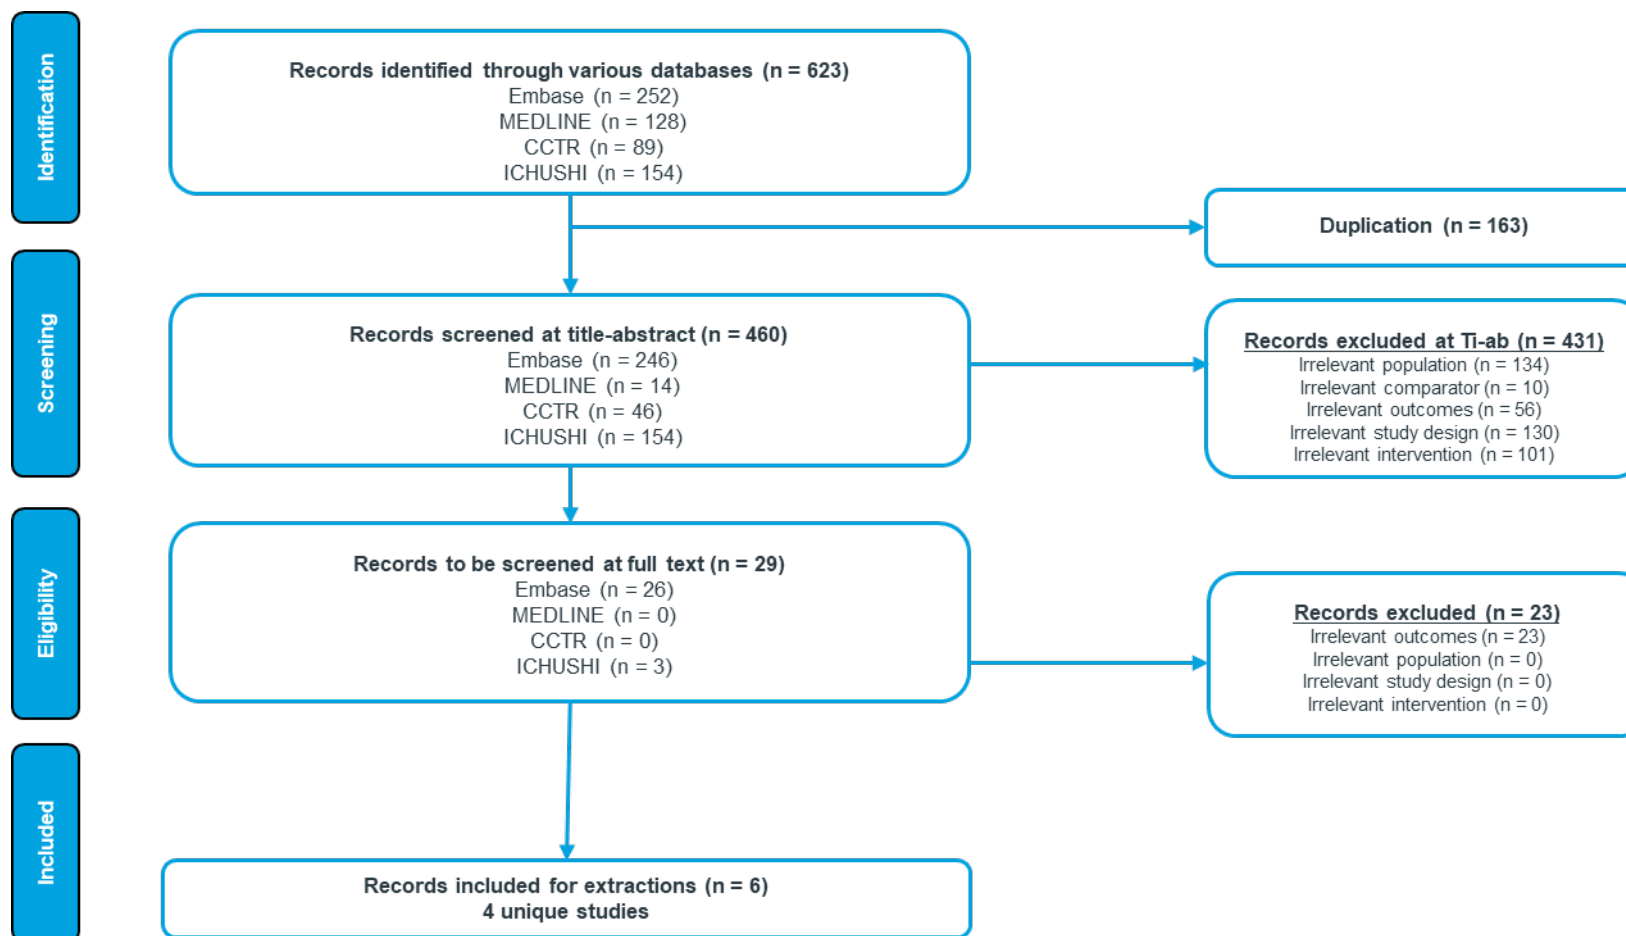 Identification
Records identified through various databases (n = 623)
Embase (n = 252)
MEDLINE (n = 128)
CCTR (n = 89)
ICHUSHI (n = 154)
Duplication (n = 163)
Screening
Records screened at title-abstract (n = 460)
Embase (n = 246)
MEDLINE (n = 14)
CCTR (n = 46)
ICHUSHI (n = 154)
Records excluded at Ti-ab (n = 431)
Irrelevant population (n = 134)
Irrelevant comparator (n = 10)
Irrelevant outcomes (n = 56)
Irrelevant study design (n = 130)
Irrelevant intervention (n = 101)
Eligibility
Records to be screened at full text (n = 29)
Embase (n = 26)
MEDLINE (n = 0)
CCTR (n = 0)
ICHUSHI (n = 3)
Records excluded (n = 23)
Irrelevant outcomes (n = 23)
Irrelevant population (n = 0)
Irrelevant study design (n = 0)
Irrelevant intervention (n = 0)
Included
Records included for extractions (n = 6)
4 unique studies